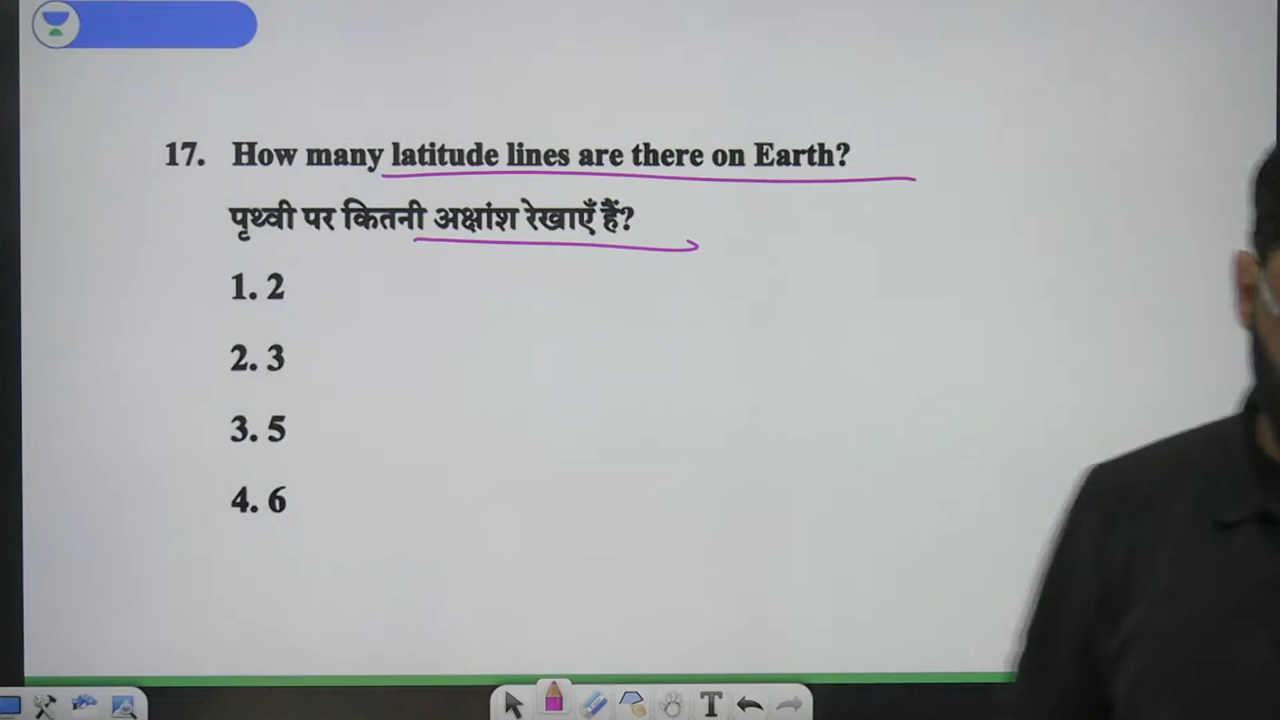 17. How many latitude lines are there on Earth?
पृथ्वी पर कितनी अक्षांश रेखाएँ हैं?
1. 2
2. 3
3. 5
4. 6
T